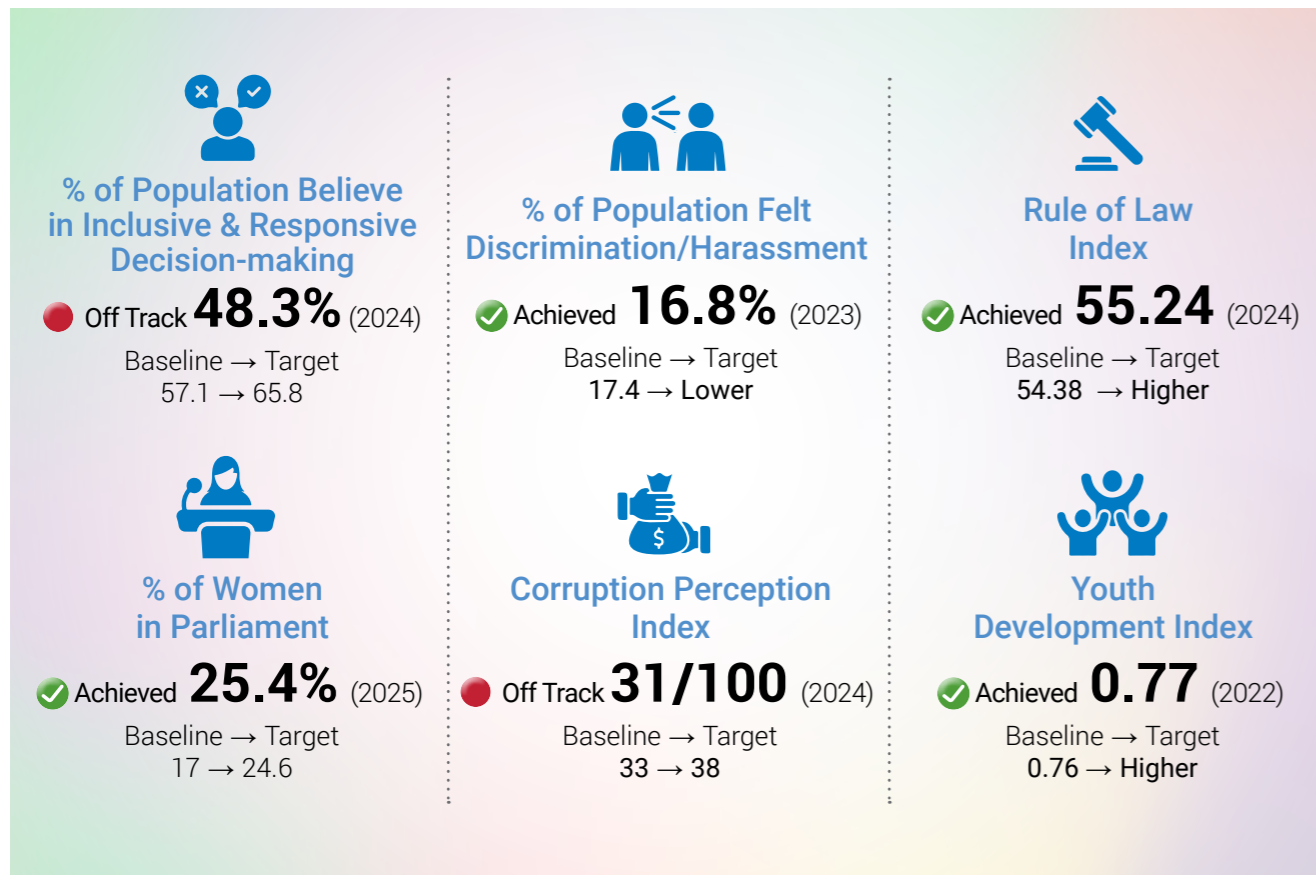 % of Population Believe
in Inclusive & Responsive
Decision-making
Off Track 48.3% (2024)
Baseline → Target
57.1 → 65.8
% of Population Felt
Discrimination/Harassment
Achieved 16.8% (2023)
Baseline → Target
17.4 → Lower
Rule of Law
Index
Achieved 55.24 (2024)
Baseline → Target
54.38 → Higher
% of Women
in Parliament
Achieved 25.4% (2025)
Baseline → Target
17 → 24.6
$
Corruption Perception
Index
Off Track 31/100 (2024)
Baseline → Target
33 → 38
Youth
Development Index
Achieved 0.77 (2022)
Baseline → Target
0.76 → Higher